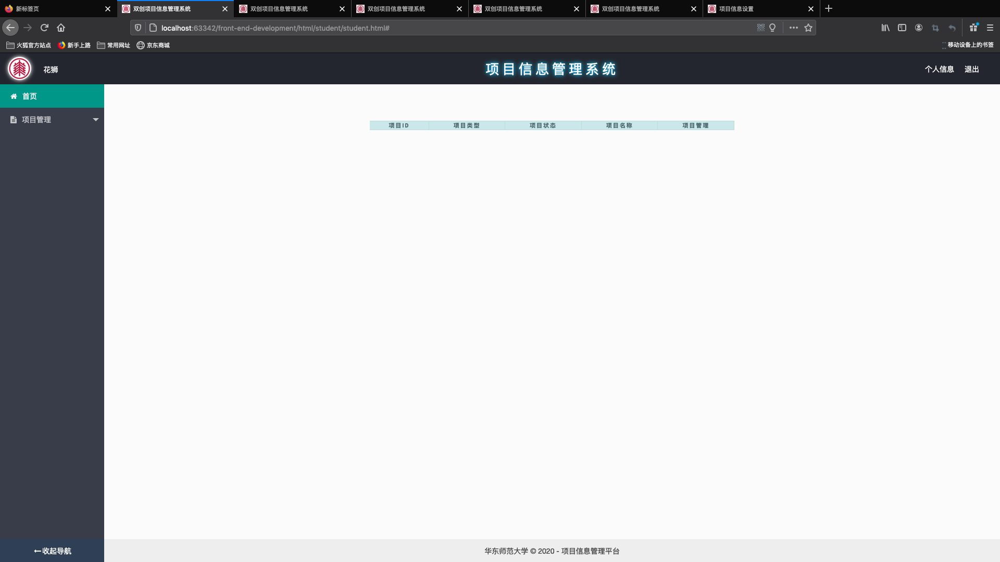 新标签页
双创项目信息管理系统
双创项目信息管理系统
双创项目信息管理系统
双创项目信息管理系统
双创项目信息管理系统
项目信息设置
localhost:63342/front-end-development/html/student/student.html#
火狐官方站点
新手上路
常用网址
京东商城
移动设备上的书签
花狮
项目信息管理系统
个人信息
退出
首页
项目管理
项目ID
项目类型
项目状态
项目名称
项目管理
收起导航
华东师范大学 © 2020 - 项目信息管理平台